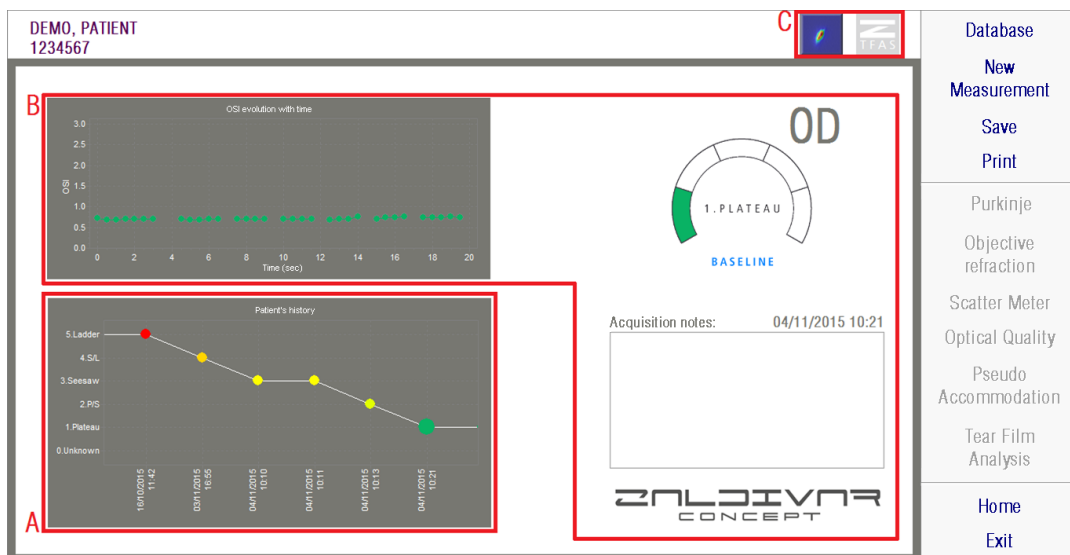 DEMO, PATIENT
1234567
C
TFAS
B
OSI evolution with time
3.0
2.5
2.0
1.5
1.0
0.5
0.0
OSI
0 2 4 6 8 10 12 14 16 18 20
Time (sec)
OD
1.PLATEAU
BASELINE
A
Patient's history
5.Ladder
4.S/L
3.Seesaw
2.P/S
1.Plateau
0.Unknown
16/10/2015 11:42
03/11/2015 16:55
04/11/2015 10:10
04/11/2015 10:11
04/11/2015 10:13
04/11/2015 10:21
Acquisition notes: 04/11/2015 10:21
ZALDIVAR
CONCEPT
Database
New
Measurement
Save
Print
Purkinje
Objective
refraction
Scatter Meter
Optical Quality
Pseudo
Accommodation
Tear Film
Analysis
Home
Exit